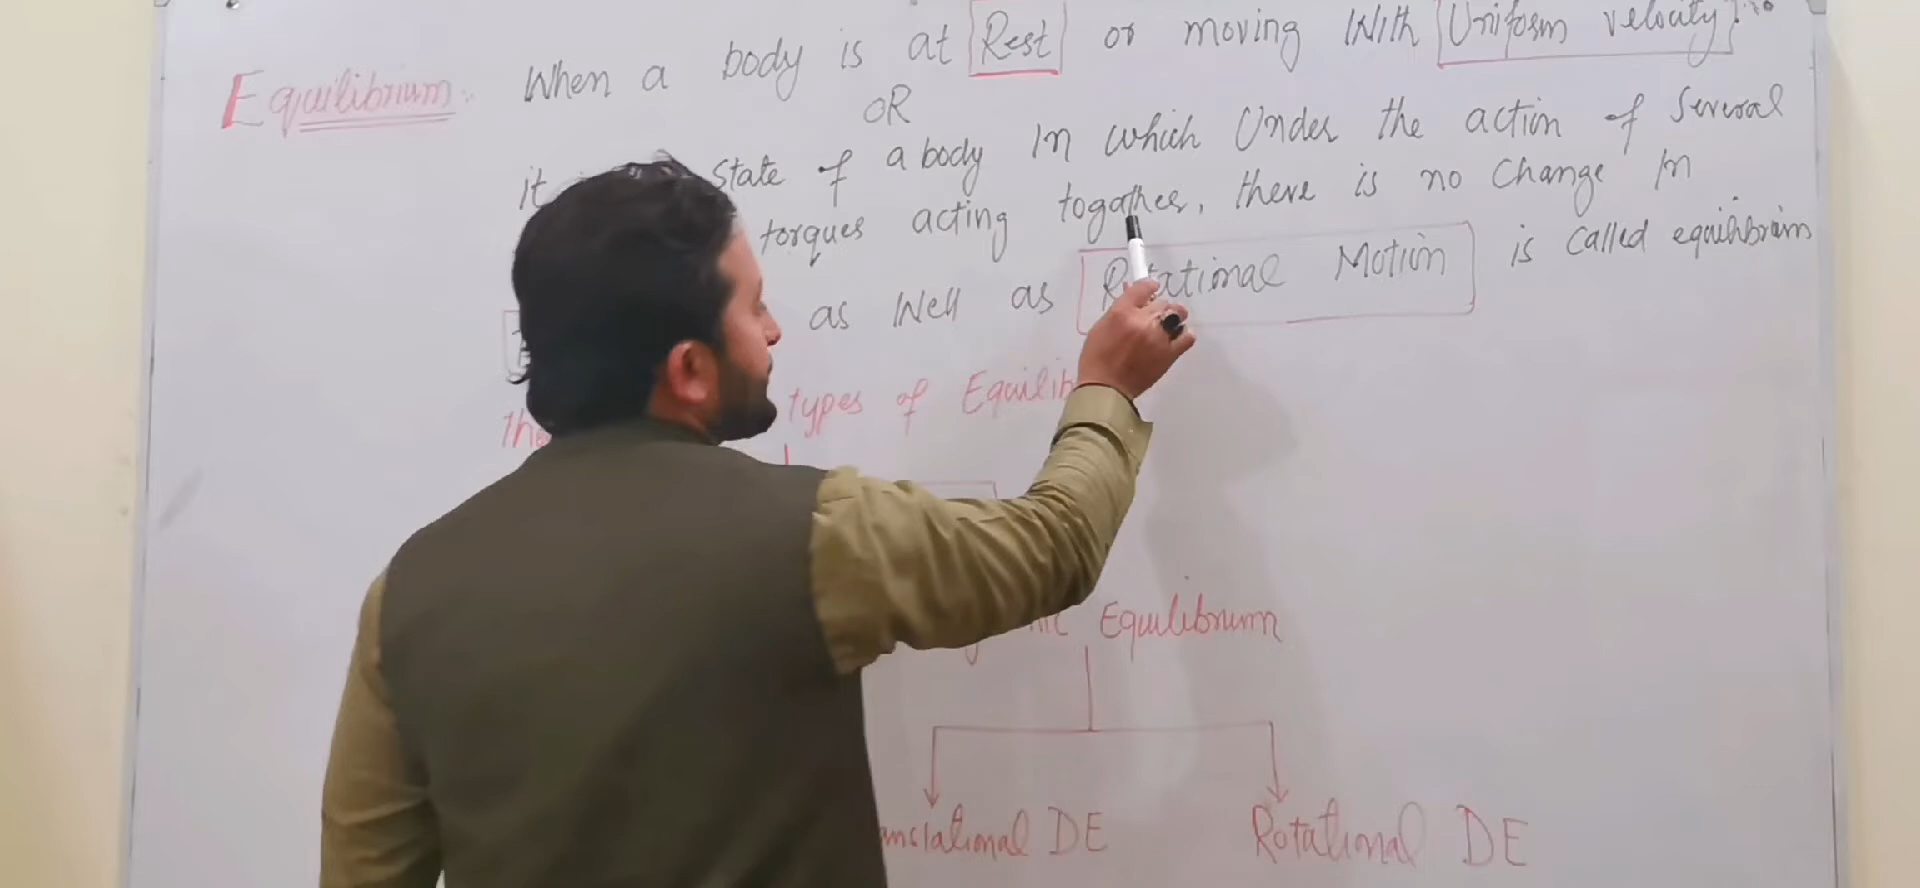 Equilibrium: When a body is at Rest or moving With Uniform velocity
OR
it State of a body In which Under the action of Several
torques acting togather, there is no Change In
as Well as Rotational Motion is called equilibrium
types of Equilib
Equilibrium
DE Rotational DE